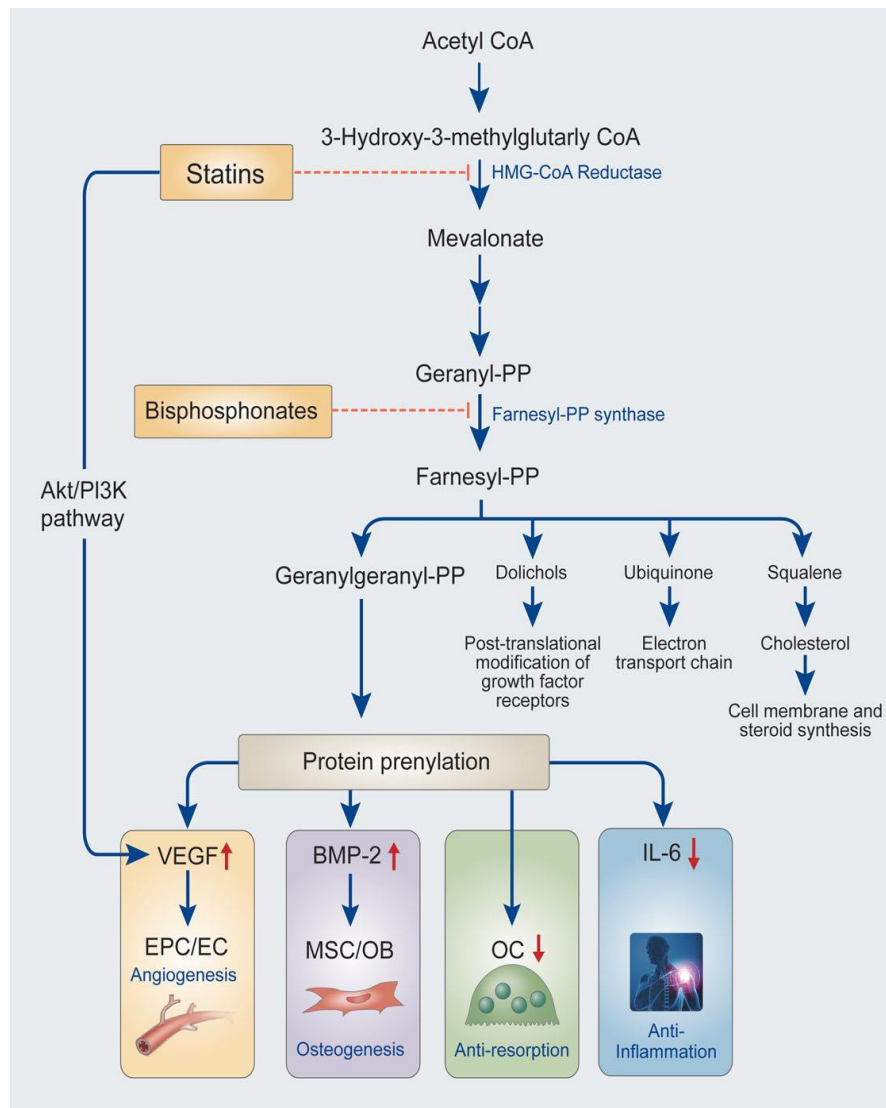 Acetyl CoA
3-Hydroxy-3-methylglutarly CoA
Statins
HMG-CoA Reductase
Mevalonate
Geranyl-PP
Bisphosphonates
Farnesyl-PP synthase
Farnesyl-PP
Akt/PI3K
pathway
Geranylgeranyl-PP
Dolichols
Ubiquinone
Squalene
Post-translational
modification of
growth factor
receptors
Electron
transport chain
Cholesterol
Cell membrane and
steroid synthesis
Protein prenylation
VEGF
EPC/EC
Angiogenesis
BMP-2
MSC/OB
Osteogenesis
OC
Anti-resorption
IL-6
Anti-
Inflammation